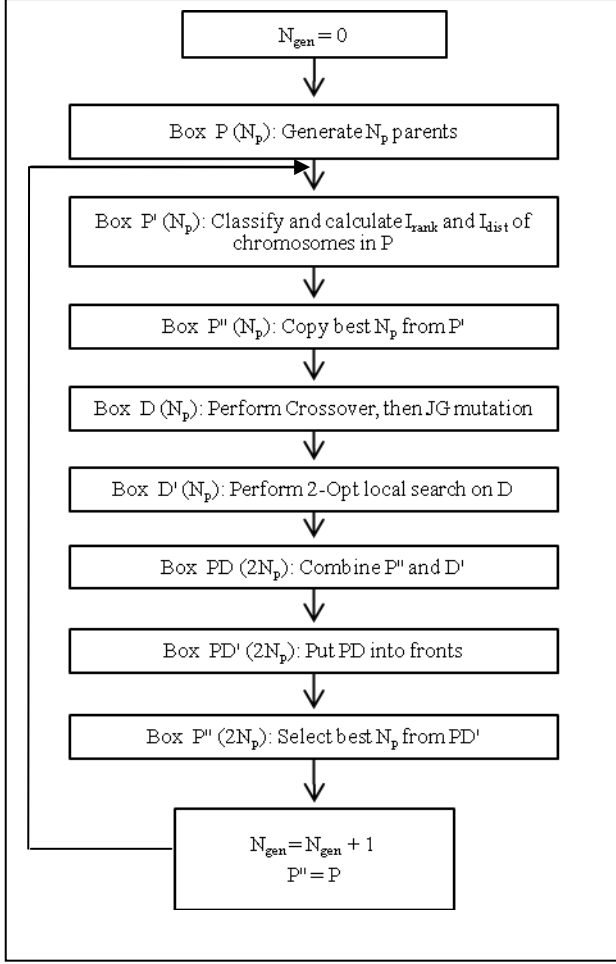 N_gen = 0
Box P (N_p): Generate N_p parents
Box P' (N_p): Classify and calculate I_rank and I_dist of
chromosomes in P
Box P'' (N_p): Copy best N_p from P'
Box D (N_p): Perform Crossover, then JG mutation
Box D' (N_p): Perform 2-Opt local search on D
Box PD (2N_p): Combine P'' and D'
Box PD' (2N_p): Put PD into fronts
Box P'' (2N_p): Select best N_p from PD'
N_gen = N_gen + 1
P'' = P